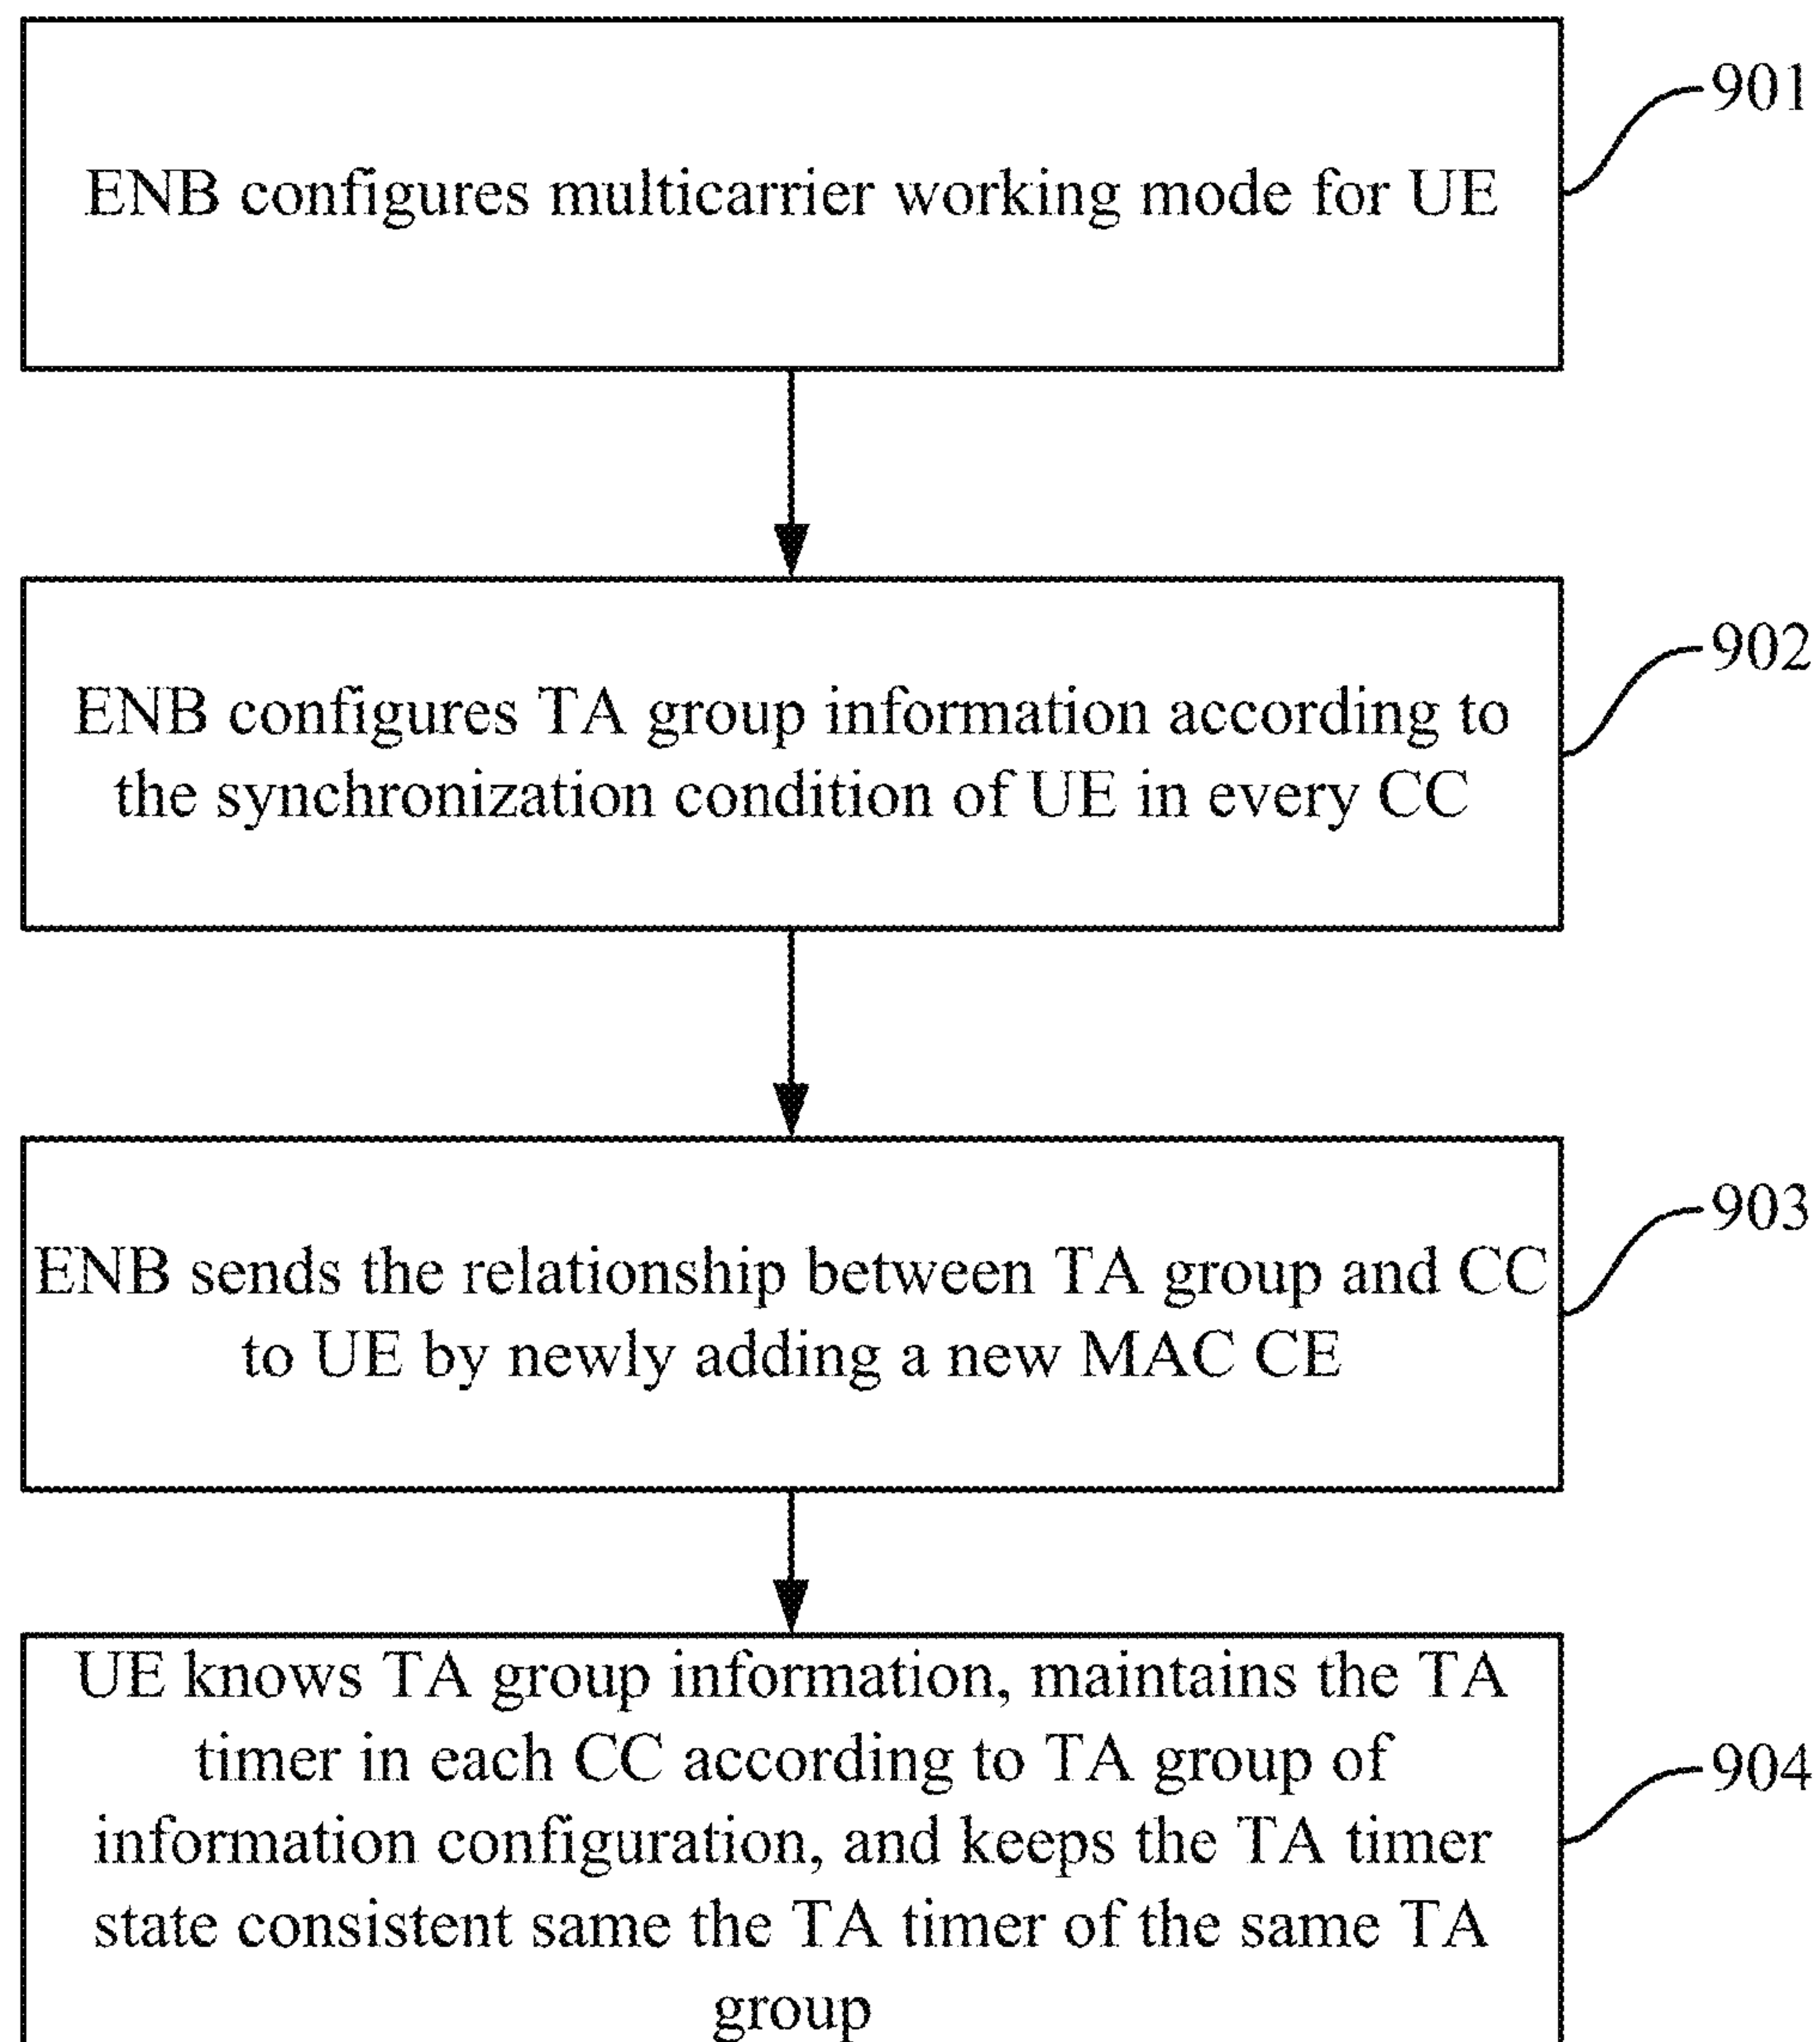 ENB configures multicarrier working mode for UE
901
ENB configures TA group information according to
the synchronization condition of UE in every CC
902
ENB sends the relationship between TA group and CC
to UE by newly adding a new MAC CE
903
UE knows TA group information, maintains the TA
timer in each CC according to TA group of
information configuration, and keeps the TA timer
state consistent same the TA timer of the same TA
group
904